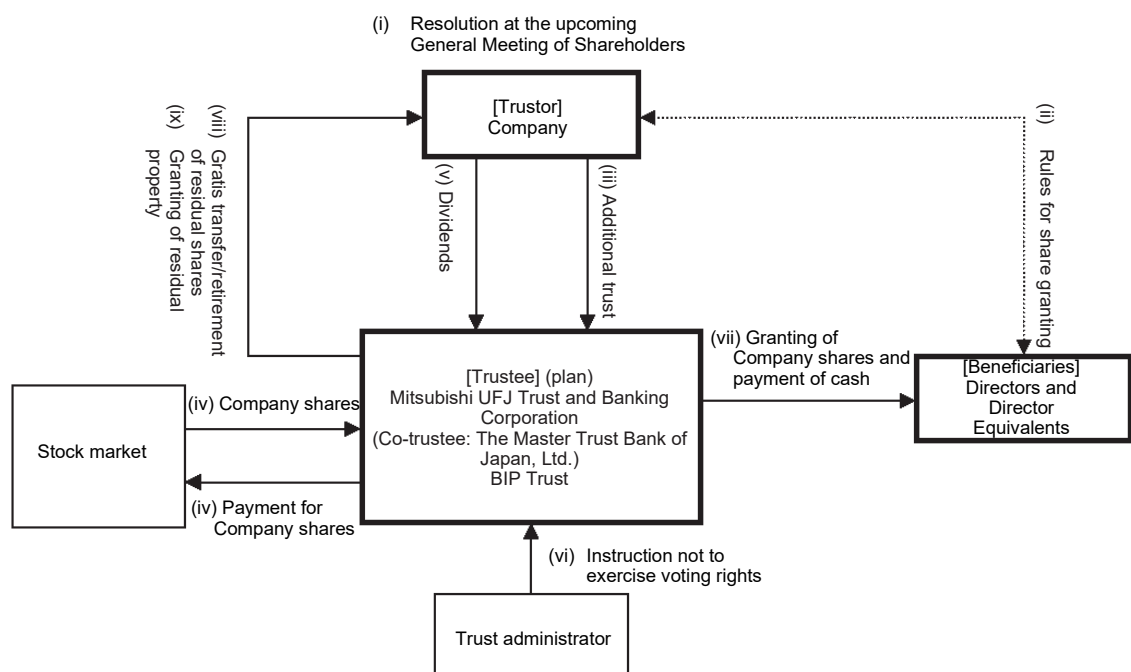 (i) Resolution at the upcoming
General Meeting of Shareholders
[Trustor]
Company
(viii) Gratis transfer/retirement
of residual shares
(ix) Granting of residual
property
(v) Dividends
(iii) Additional trust
(ii) Rules for share granting
(vii) Granting of
Company shares and
payment of cash
[Beneficiaries]
Directors and
Director
Equivalents
[Trustee] (plan)
Mitsubishi UFJ Trust and Banking
Corporation
(Co-trustee: The Master Trust Bank of
Japan, Ltd.)
BIP Trust
(iv) Company shares
Stock market
(iv) Payment for
Company shares
(vi) Instruction not to
exercise voting rights
Trust administrator